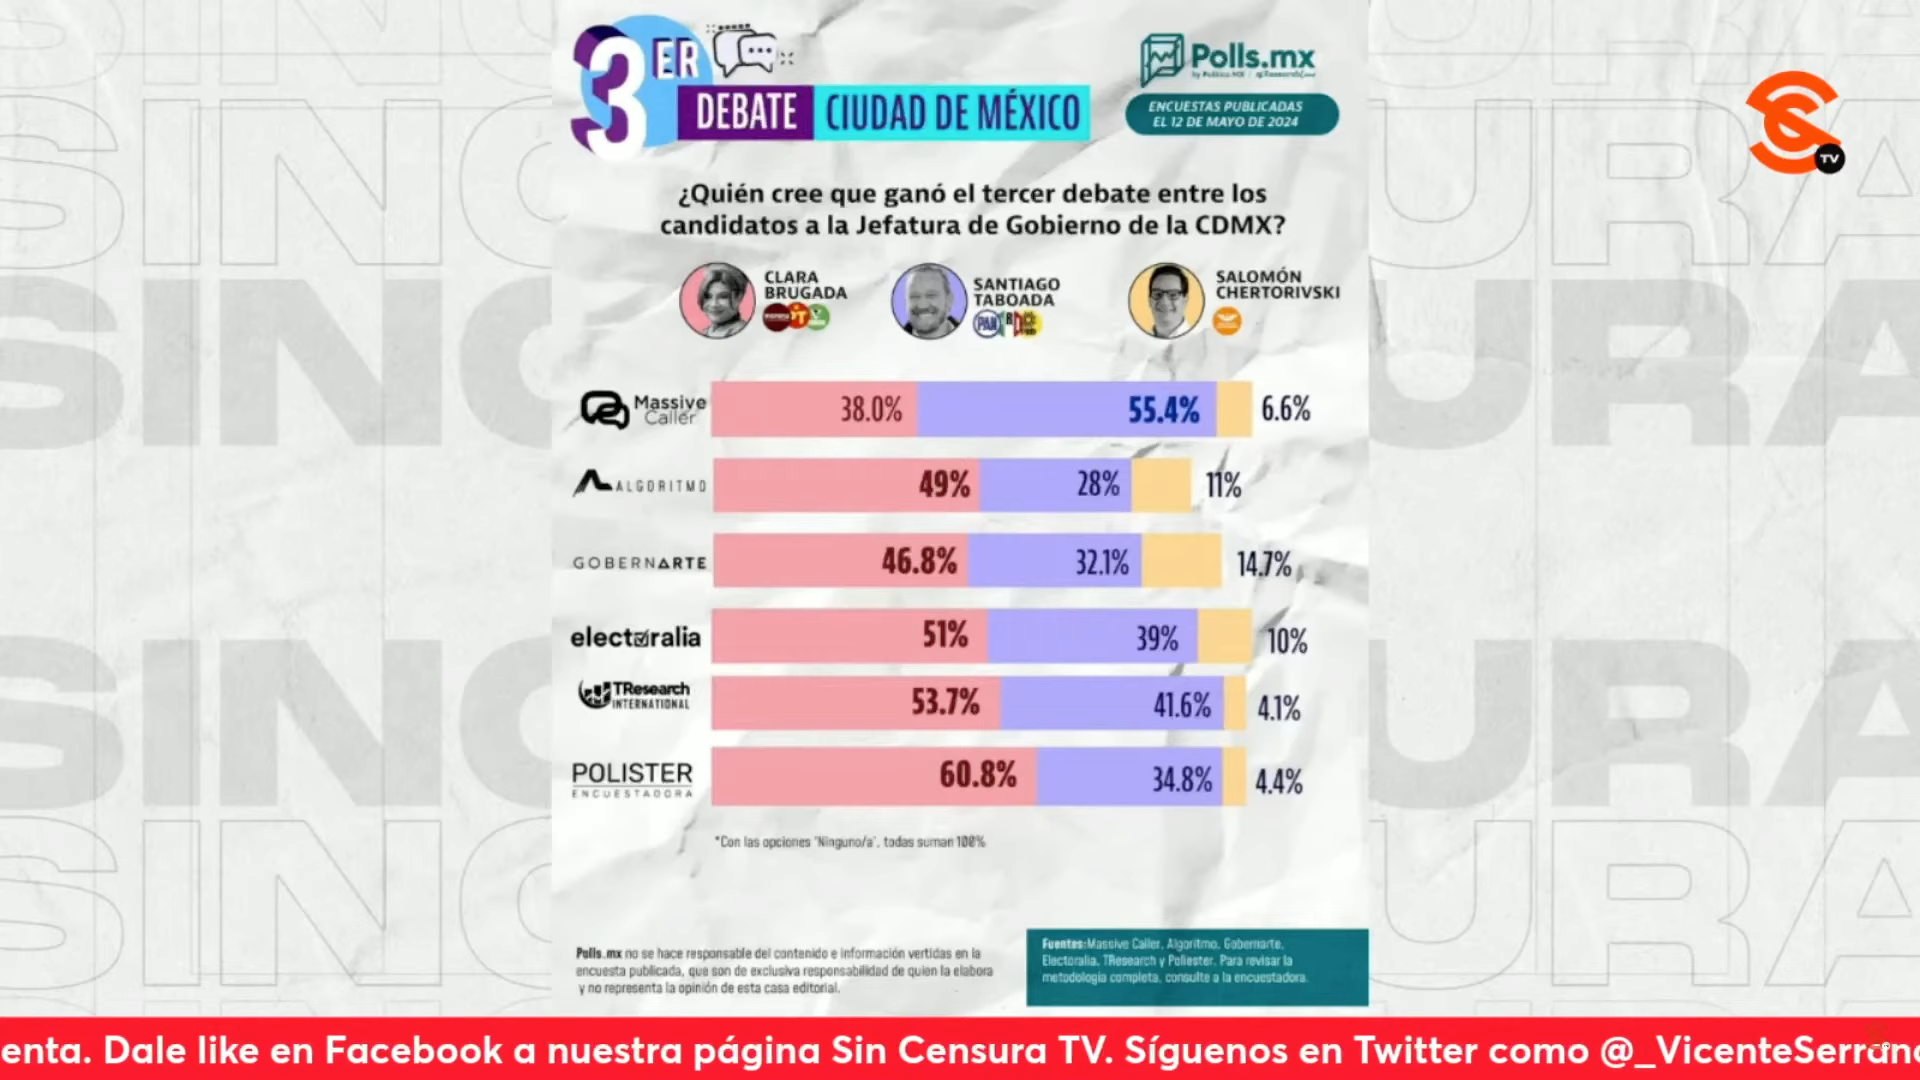 3ER
DEBATE CIUDAD DE MÉXICO
Polls.mx
ENCUESTAS PUBLICADAS
EL 12 DE MAYO DE 2024
TV
¿Quién cree que ganó el tercer debate entre los
candidatos a la Jefatura de Gobierno de la CDMX?
CLARA
BRUGADA
morena PT
SANTIAGO
TABOADA
PAN PRD
SALOMÓN
CHERTORIVSKI
Massive
Caller
38.0% 55.4% 6.6%
ALGORITMO
49% 28% 11%
GOBERNARTE
46.8% 32.1% 14.7%
electoralia
51% 39% 10%
TResearch
INTERNATIONAL
53.7% 41.6% 4.1%
POLISTER
ENCUESTADORA
60.8% 34.8% 4.4%
*Con las opciones "Ninguno/a", todas suman 100%
Polls.mx no se hace responsable del contenido e información vertidas en la
encuesta publicada, que son de exclusiva responsabilidad de quien la elabora
y no representa la opinión de esta casa editorial.
Fuentes: Massive Caller, Algoritmo, Gobernarte,
Electoralia, TResearch y Poliester. Para revisar la
metodología completa, consulte a la encuestadora.
enta. Dale like en Facebook a nuestra página Sin Censura TV. Síguenos en Twitter como @_VicenteSerrano